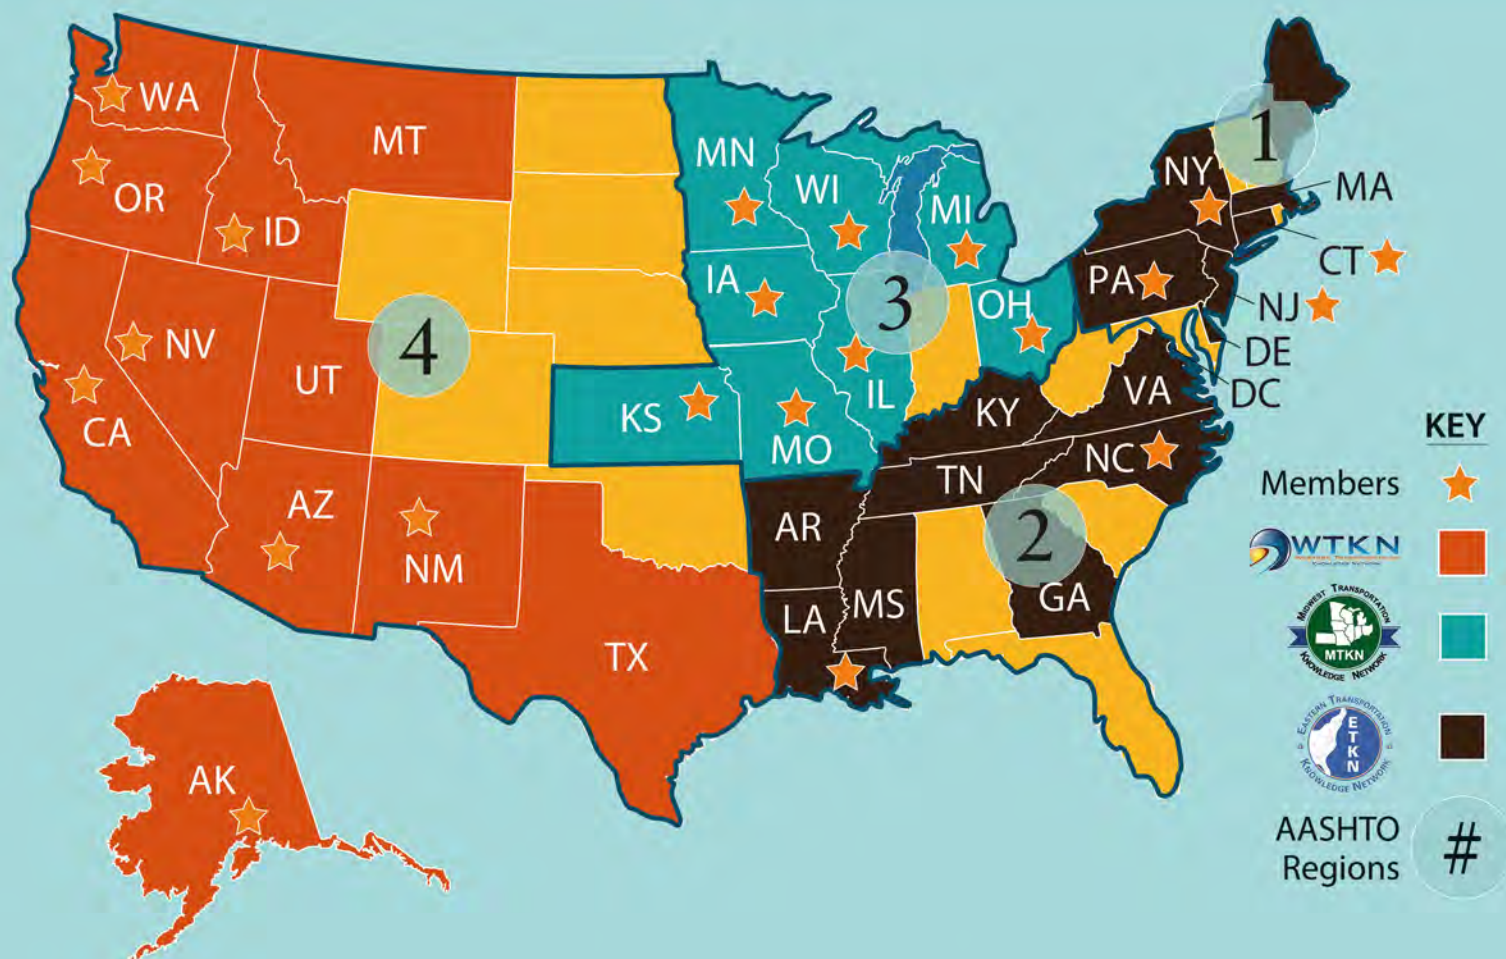 WA
MT
OR
ID
NV
UT
CA
AZ
NM
TX
AK
4
MN
WI
MI
IA
3
OH
KS
MO
IL
1
NY
MA
CT
PA
NJ
DE
DC
VA
KY
NC
TN
2
AR
LA
MS
GA
KEY
Members
WTKN
MIDWEST TRANSPORTATION
MTKN
KNOWLEDGE NETWORK
EASTERN TRANSPORTATION
ETKN
KNOWLEDGE NETWORK
AASHTO
Regions
#